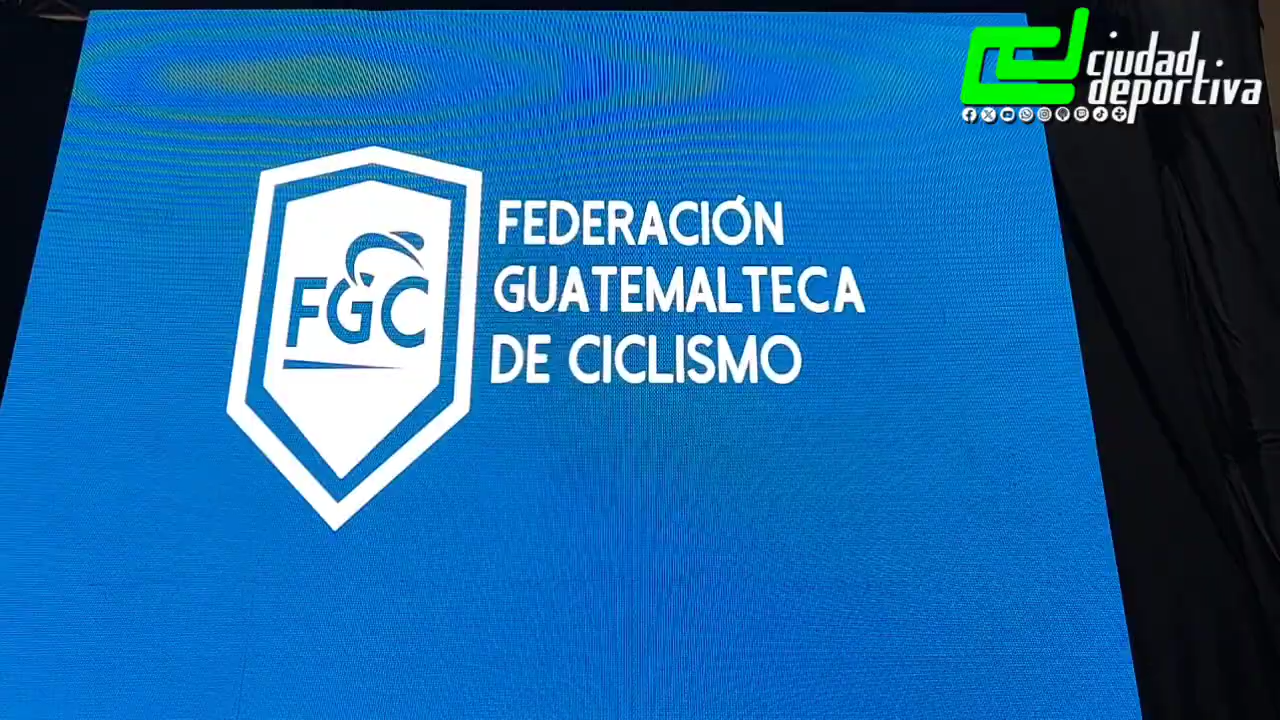 ciudad
deportiva
FGC
FEDERACIÓN
GUATEMALTECA
DE CICLISMO